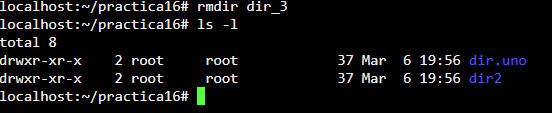 localhost:~/practica16# rmdir dir_3
localhost:~/practica16# ls -l
total 8
drwxr-xr-x    2 root     root            37 Mar  6 19:56 dir.uno
drwxr-xr-x    2 root     root            37 Mar  6 19:56 dir2
localhost:~/practica16#